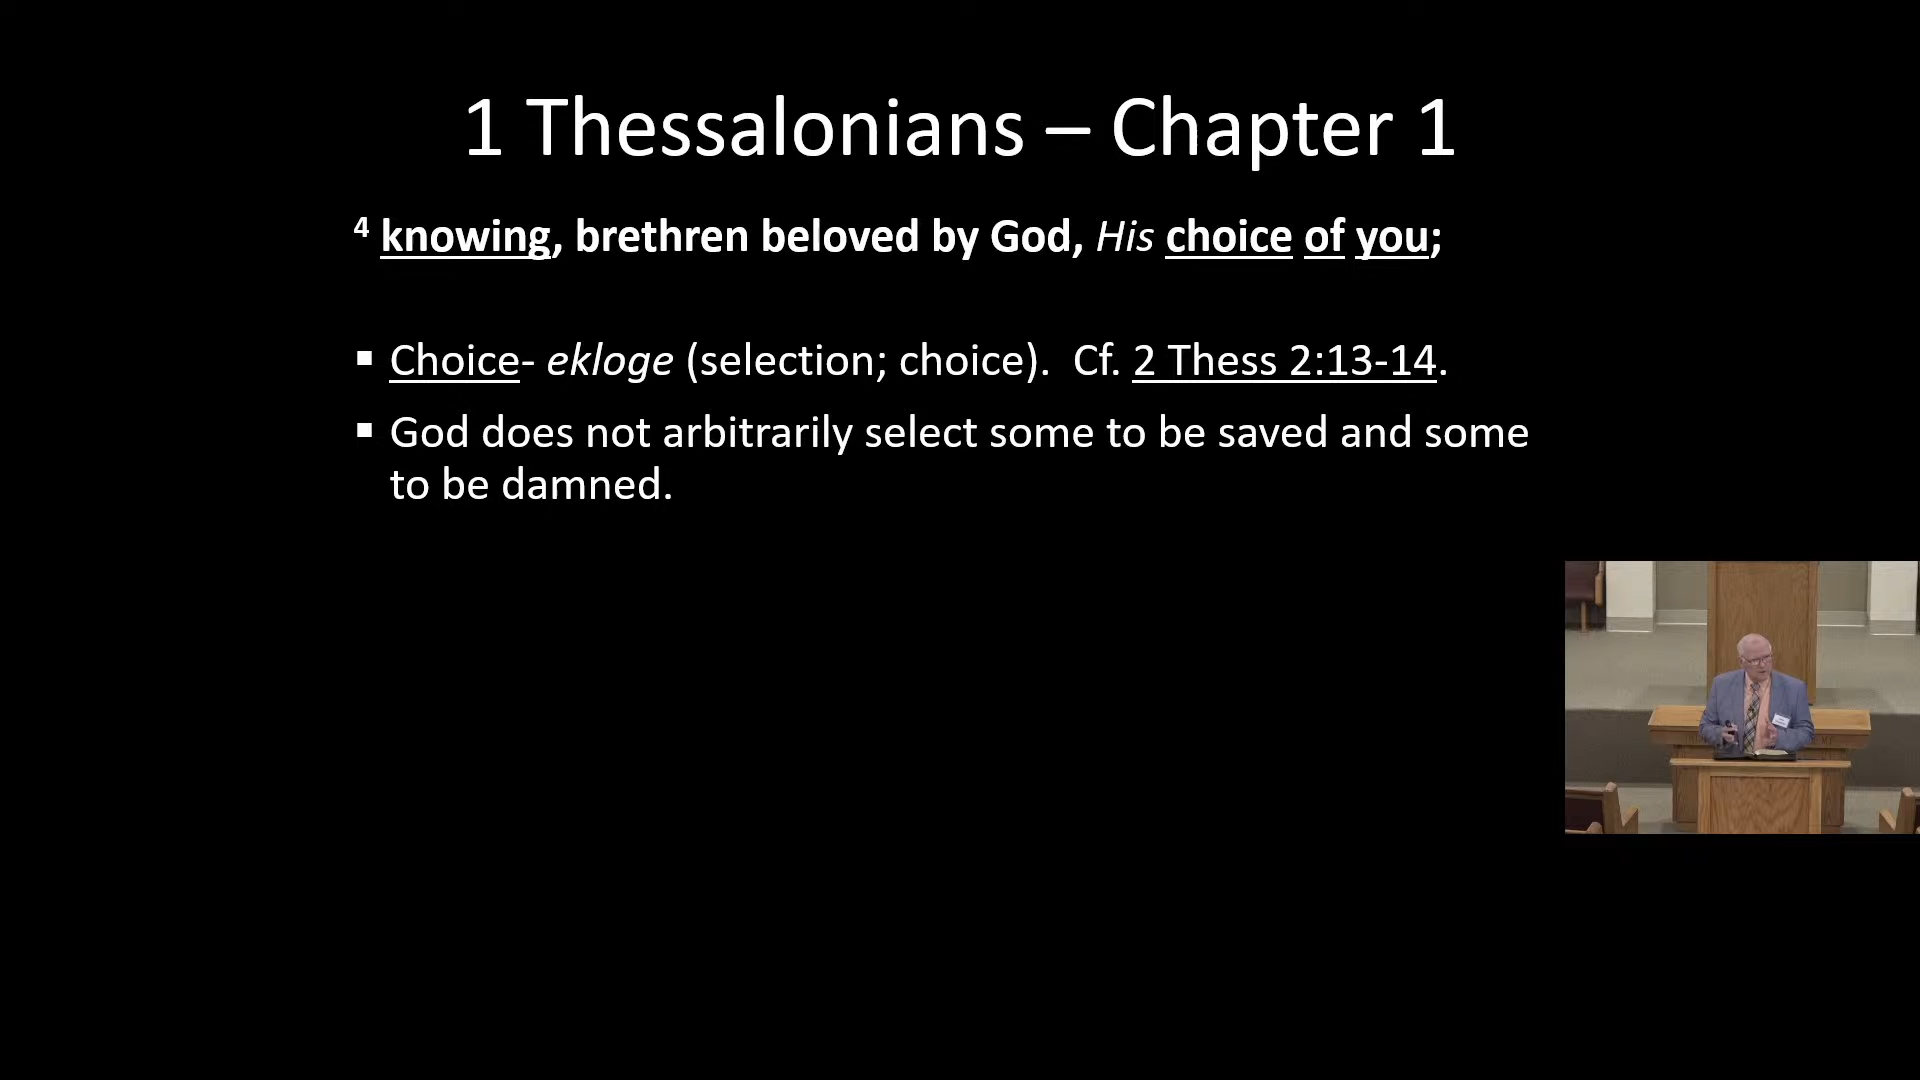 1 Thessalonians – Chapter 1
4 knowing, brethren beloved by God, His choice of you;
▪ Choice- ekloge (selection; choice).  Cf. 2 Thess 2:13-14.
▪ God does not arbitrarily select some to be saved and some
to be damned.